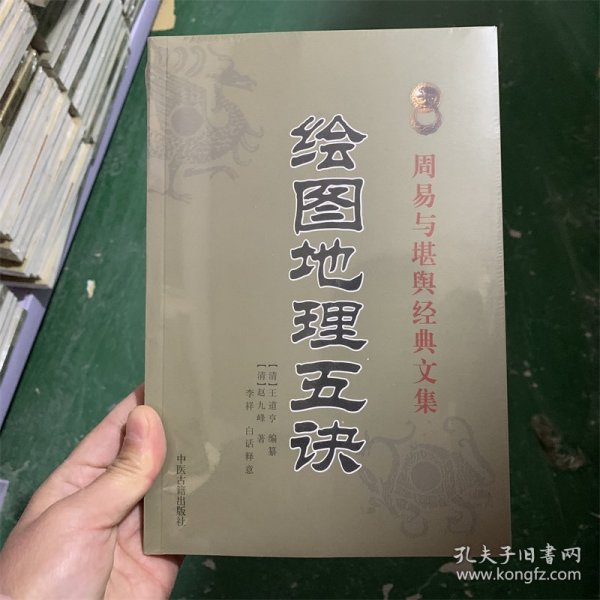 周易与堪舆经典文集
绘图地理五诀
【清】王道亨 编纂
【清】赵九峰 著
李祥 白话释意
中医古籍出版社
孔夫子旧书网
www.kongfz.com